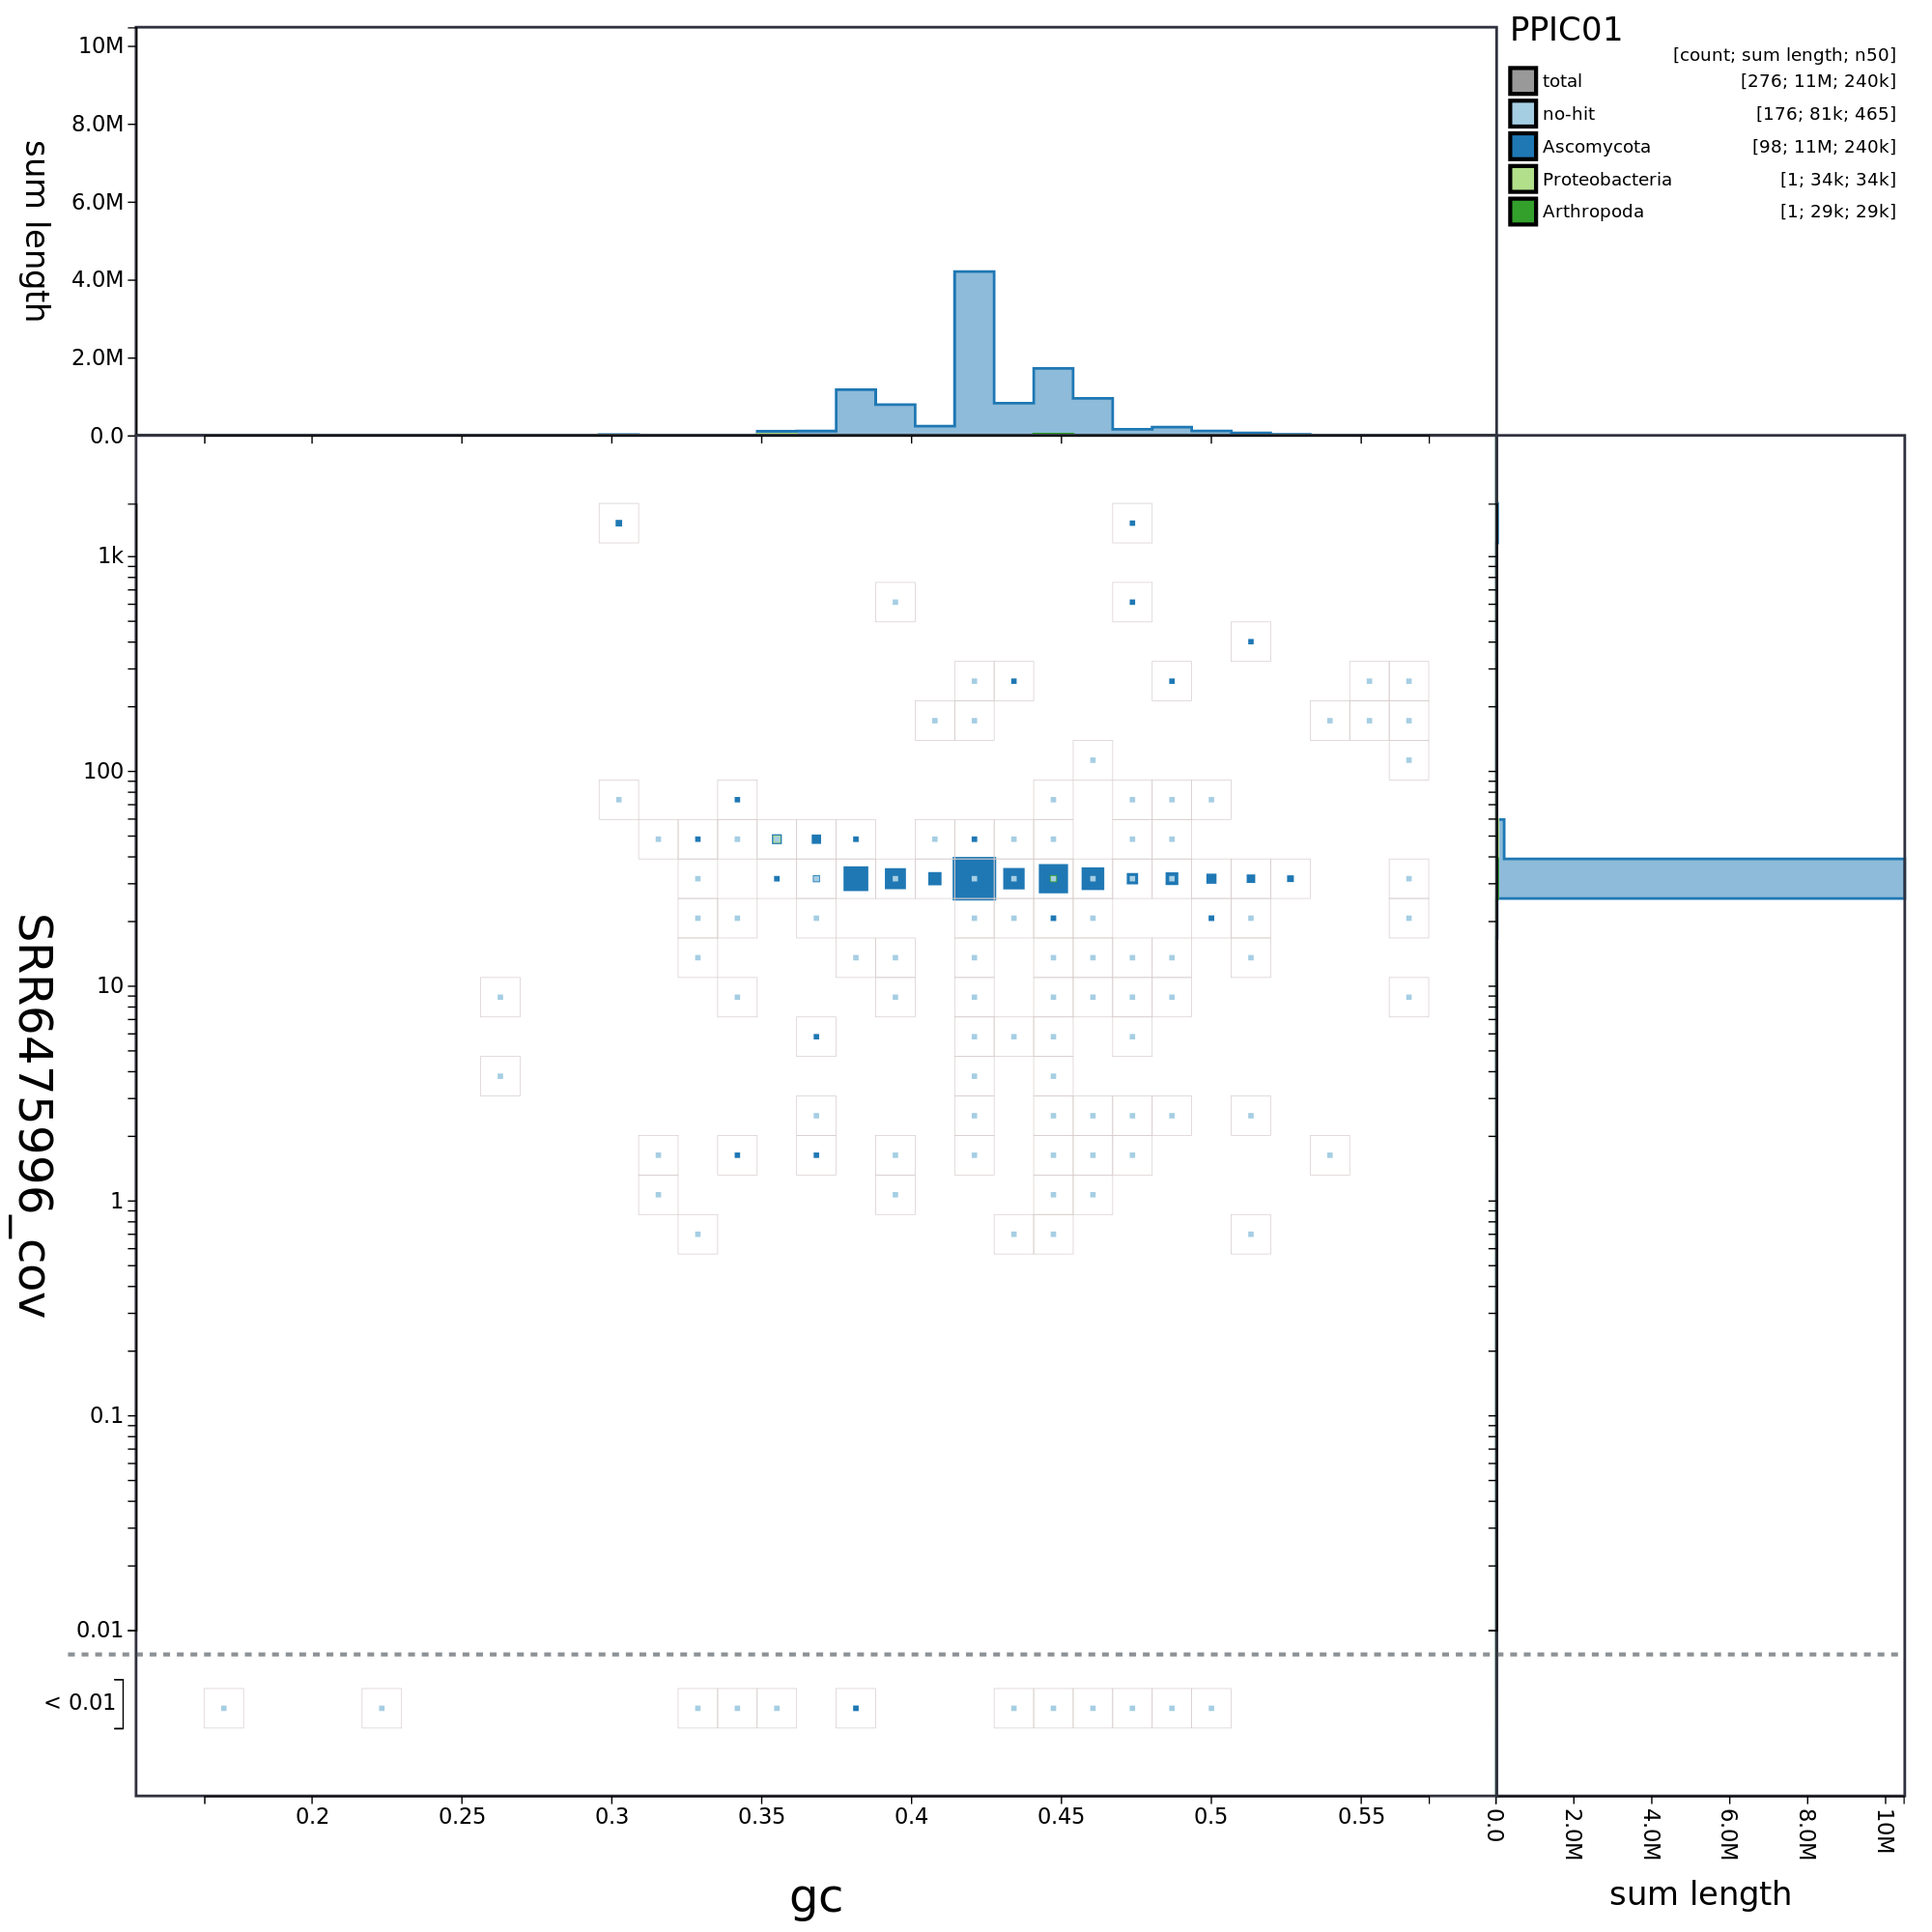 PPIC01
[count; sum length; n50]
total [276; 11M; 240k]
no-hit [176; 81k; 465]
Ascomycota [98; 11M; 240k]
Proteobacteria [1; 34k; 34k]
Arthropoda [1; 29k; 29k]
sum length
10M
8.0M
6.0M
4.0M
2.0M
0.0
SRR6475996_cov
1k
100
10
1
0.1
0.01
< 0.01
0.2 0.25 0.3 0.35 0.4 0.45 0.5 0.55
gc
0.0 2.0M 4.0M 6.0M 8.0M 10M
sum length